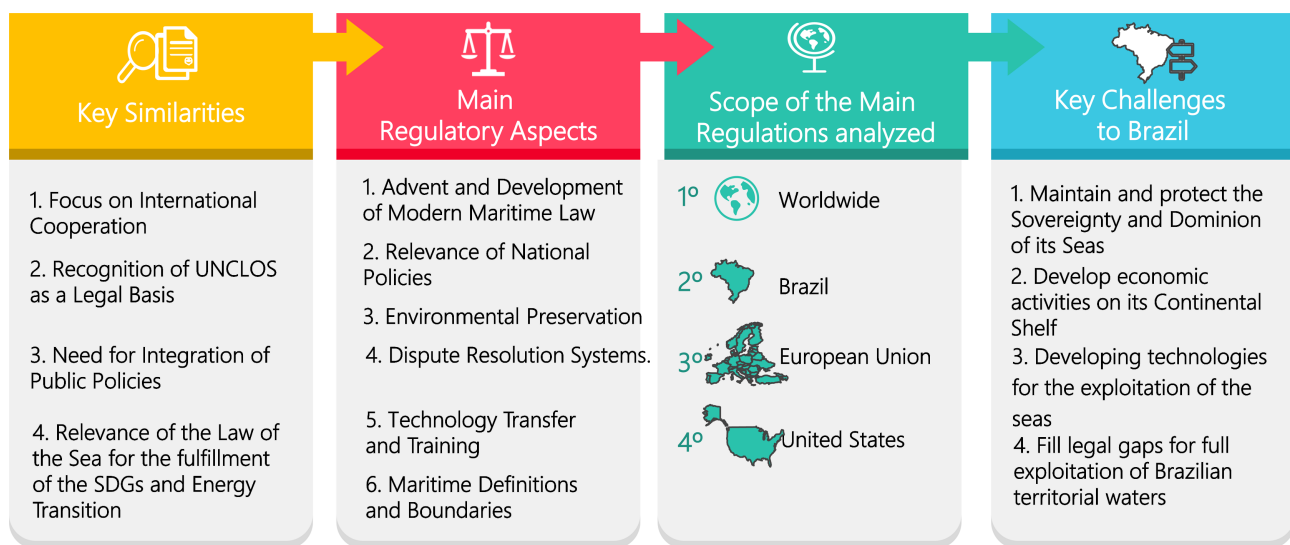 Key Similarities
1. Focus on International
Cooperation
2. Recognition of UNCLOS
as a Legal Basis
3. Need for Integration of
Public Policies
4. Relevance of the Law of
the Sea for the fulfillment
of the SDGs and Energy
Transition
Main
Regulatory Aspects
1. Advent and Development
of Modern Maritime Law
2. Relevance of National
Policies
3. Environmental Preservation
4. Dispute Resolution Systems.
5. Technology Transfer
and Training
6. Maritime Definitions
and Boundaries
Scope of the Main
Regulations analyzed
1º Worldwide
2º Brazil
3º European Union
4º United States
Key Challenges
to Brazil
1. Maintain and protect the
Sovereignty and Dominion
of its Seas
2. Develop economic
activities on its Continental
Shelf
3. Developing technologies
for the exploitation of the
seas
4. Fill legal gaps for full
exploitation of Brazilian
territorial waters